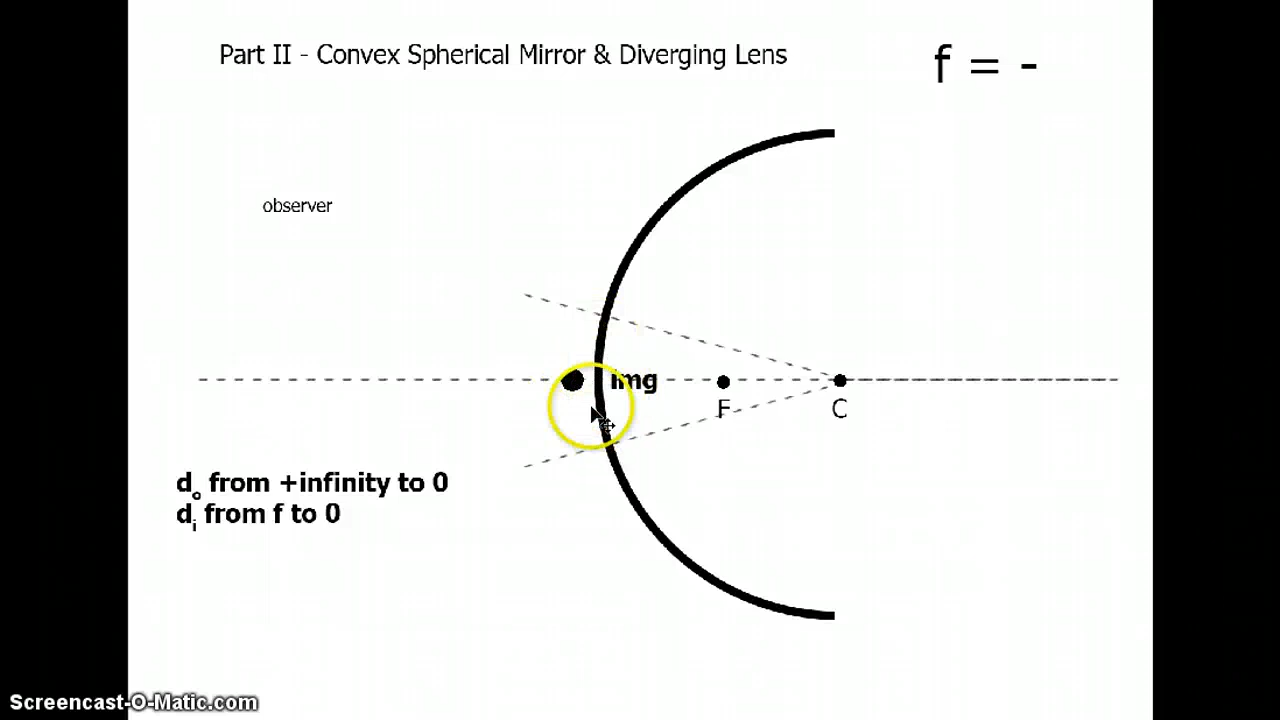 Part II - Convex Spherical Mirror & Diverging Lens
f = -
observer
img
F
C
dₒ from +infinity to 0
dᵢ from f to 0
Screencast-O-Matic.com